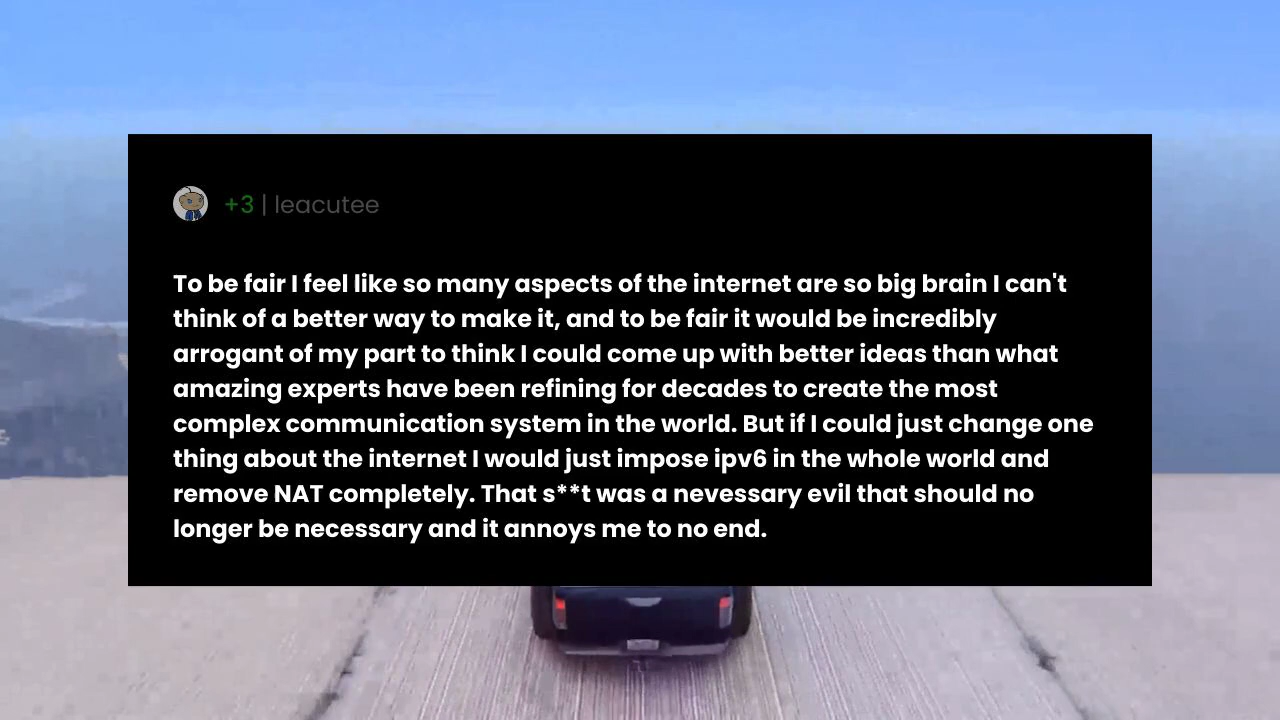 +3 | leacutee
To be fair I feel like so many aspects of the internet are so big brain I can't
think of a better way to make it, and to be fair it would be incredibly
arrogant of my part to think I could come up with better ideas than what
amazing experts have been refining for decades to create the most
complex communication system in the world. But if I could just change one
thing about the internet I would just impose ipv6 in the whole world and
remove NAT completely. That s**t was a nevessary evil that should no
longer be necessary and it annoys me to no end.